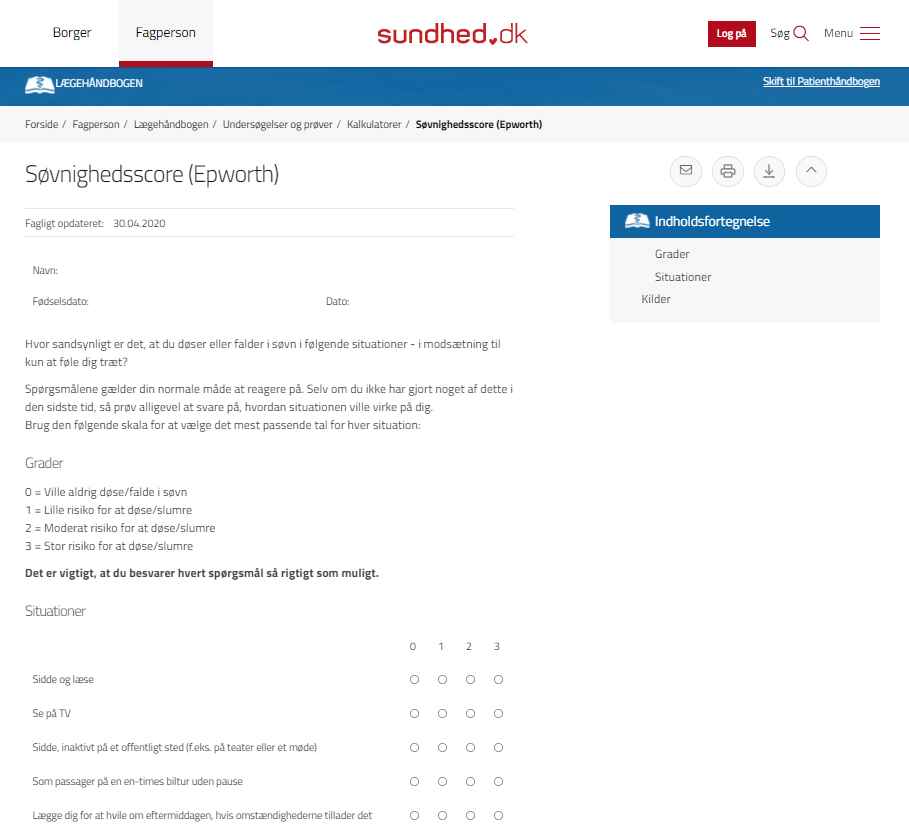 Borger
Fagperson
sundhed.dk
Log på
Søg
Menu
LÆGEHÅNDBOGEN
Skift til Patienthåndbogen
Forside / Fagperson / Lægehåndbogen / Undersøgelser og prøver / Kalkulatorer / Søvnighedsscore (Epworth)
Søvnighedsscore (Epworth)
Fagligt opdateret: 30.04.2020
Indholdsfortegnelse
Grader
Situationer
Kilder
Navn:
Fødselsdato: Dato:
Hvor sandsynligt er det, at du døser eller falder i søvn i følgende situationer - i modsætning til
kun at føle dig træt?
Spørgsmålene gælder din normale måde at reagere på. Selv om du ikke har gjort noget af dette i
den sidste tid, så prøv alligevel at svare på, hvordan situationen ville virke på dig.
Brug den følgende skala for at vælge det mest passende tal for hver situation:
Grader
0 = Ville aldrig døse/falde i søvn
1 = Lille risiko for at døse/slumre
2 = Moderat risiko for at døse/slumre
3 = Stor risiko for at døse/slumre
Det er vigtigt, at du besvarer hvert spørgsmål så rigtigt som muligt.
Situationer
0 1 2 3
Sidde og læse
Se på TV
Sidde, inaktivt på et offentligt sted (f.eks. på teater eller et møde)
Som passager på en en-times biltur uden pause
Lægge dig for at hvile om eftermiddagen, hvis omstændighederne tillader det